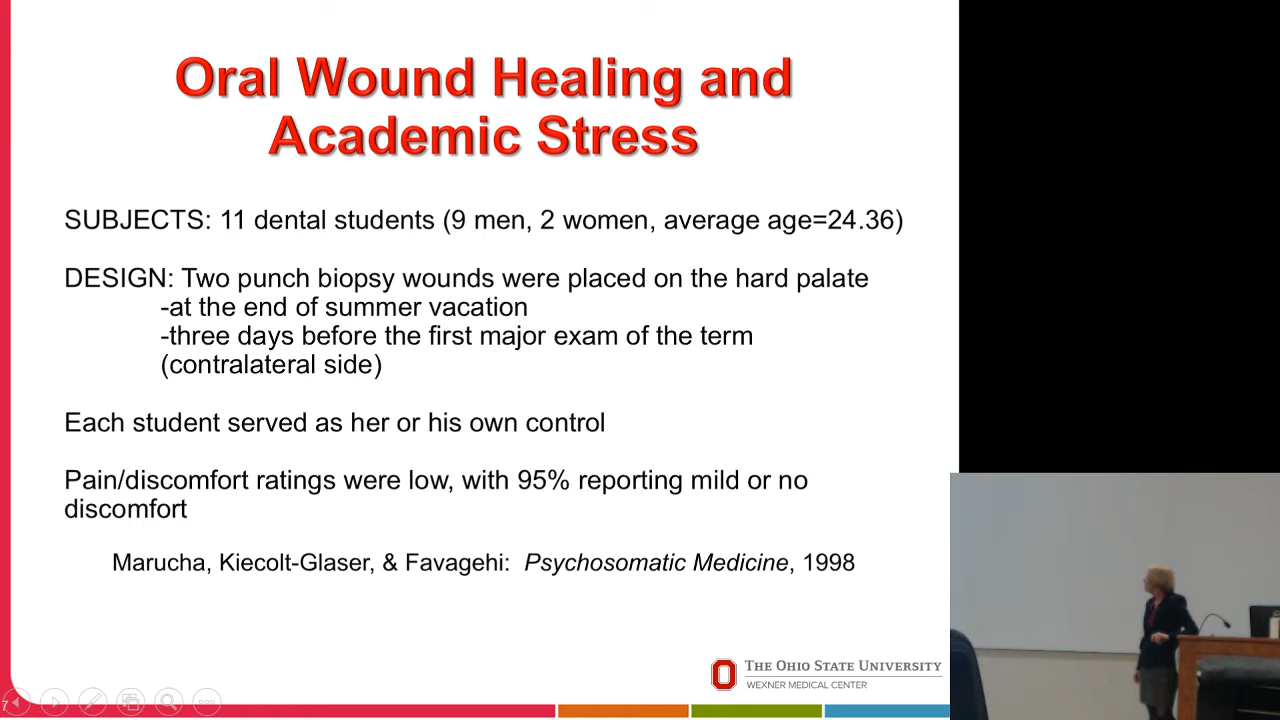 Oral Wound Healing and
Academic Stress
SUBJECTS: 11 dental students (9 men, 2 women, average age=24.36)
DESIGN: Two punch biopsy wounds were placed on the hard palate
-at the end of summer vacation
-three days before the first major exam of the term
(contralateral side)
Each student served as her or his own control
Pain/discomfort ratings were low, with 95% reporting mild or no
discomfort
Marucha, Kiecolt-Glaser, & Favagehi: Psychosomatic Medicine, 1998
THE OHIO STATE UNIVERSITY
WEXNER MEDICAL CENTER
7